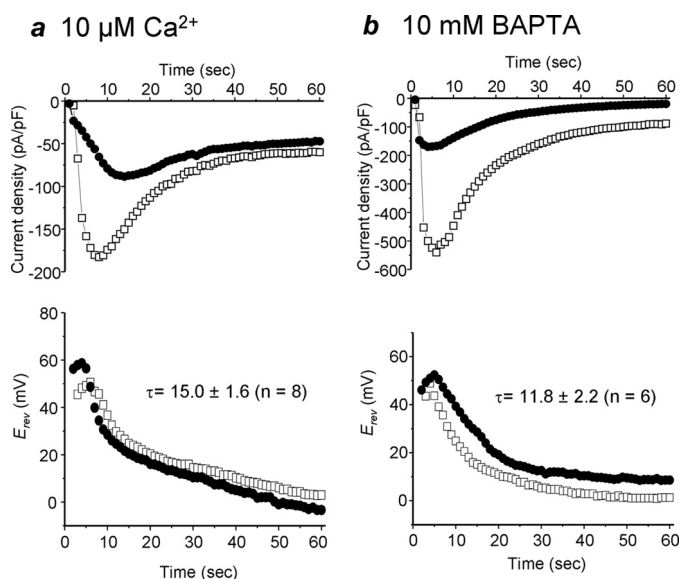 a 10 µM Ca²⁺
b 10 mM BAPTA
Time (sec)
0 10 20 30 40 50 60
0
-50
-100
-150
-200
Current density (pA/pF)
Time (sec)
0 10 20 30 40 50 60
0
-100
-200
-300
-400
-500
-600
Current density (pA/pF)
80
60
40
20
0
E_rev (mV)
τ= 15.0 ± 1.6 (n = 8)
0 10 20 30 40 50 60
Time (sec)
80
60
40
20
0
E_rev (mV)
τ= 11.8 ± 2.2 (n = 6)
0 10 20 30 40 50 60
Time (sec)